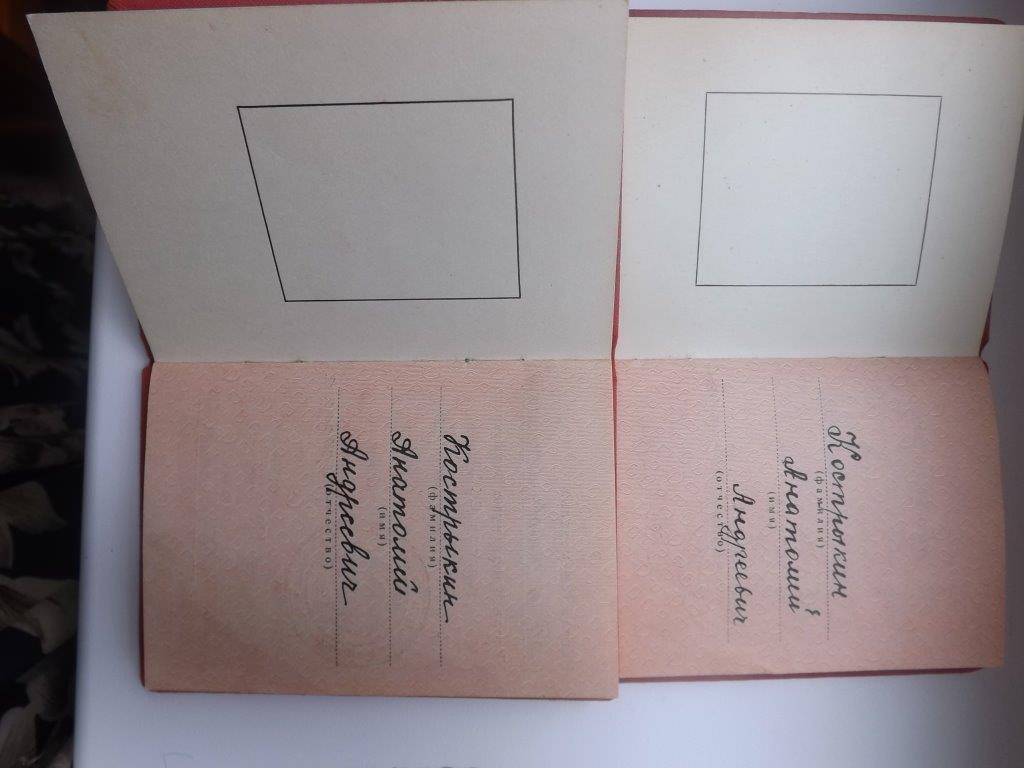 Кострыкин
(фамилия)
Анатолий
(имя)
Андреевич
(отчество)
Кострыкин
(фамилия)
Анатолий
(имя)
Андреевич
(отчество)